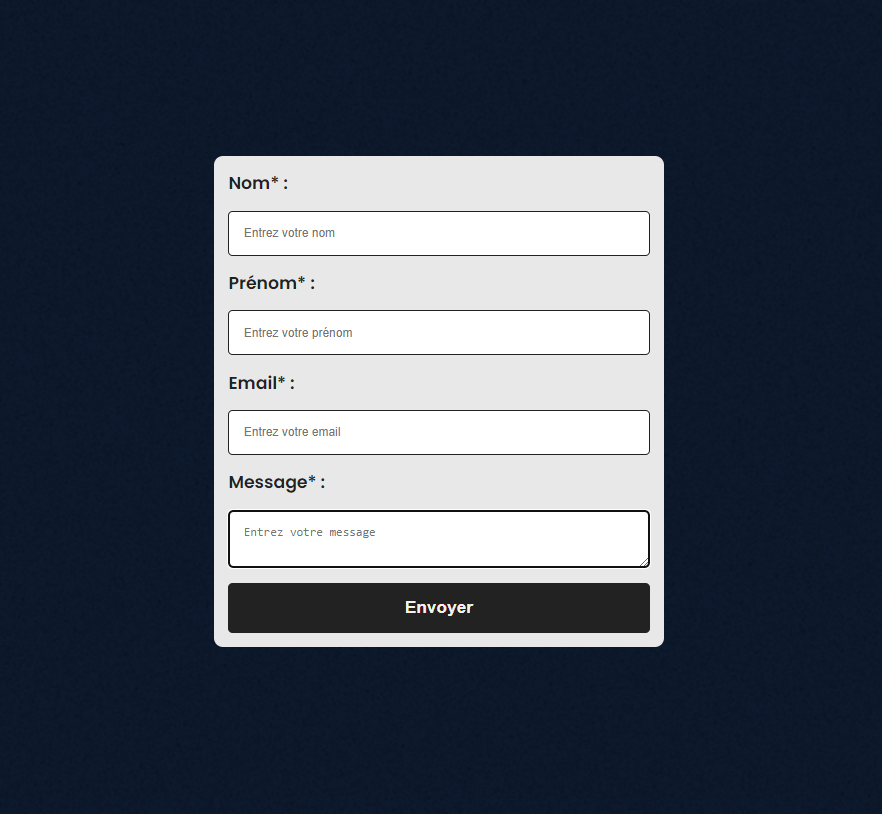 Nom* :
Entrez votre nom
Prénom* :
Entrez votre prénom
Email* :
Entrez votre email
Message* :
Entrez votre message
Envoyer